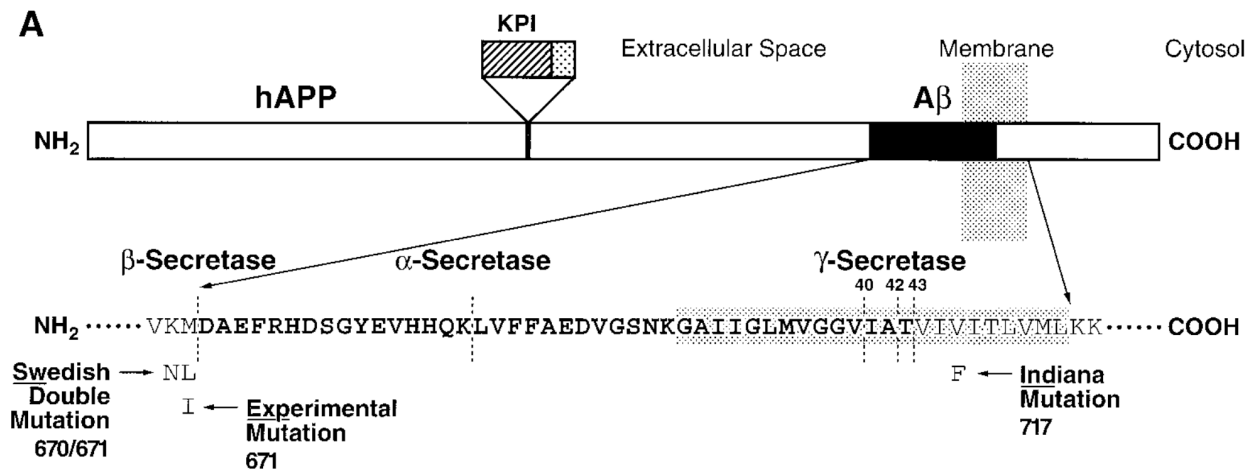 A
KPI
Extracellular Space
Membrane
Cytosol
hAPP
Aβ
NH2
COOH
β-Secretase
α-Secretase
γ-Secretase
40 42 43
NH2 ······ VKMDAEFRHDSGYEVHHQKLVFFAEDVGSNKGAIIGLMVGGVIATVIVITLVMLKK ······ COOH
Swedish
Double
Mutation
670/671
NL
I
Experimental
Mutation
671
F
Indiana
Mutation
717